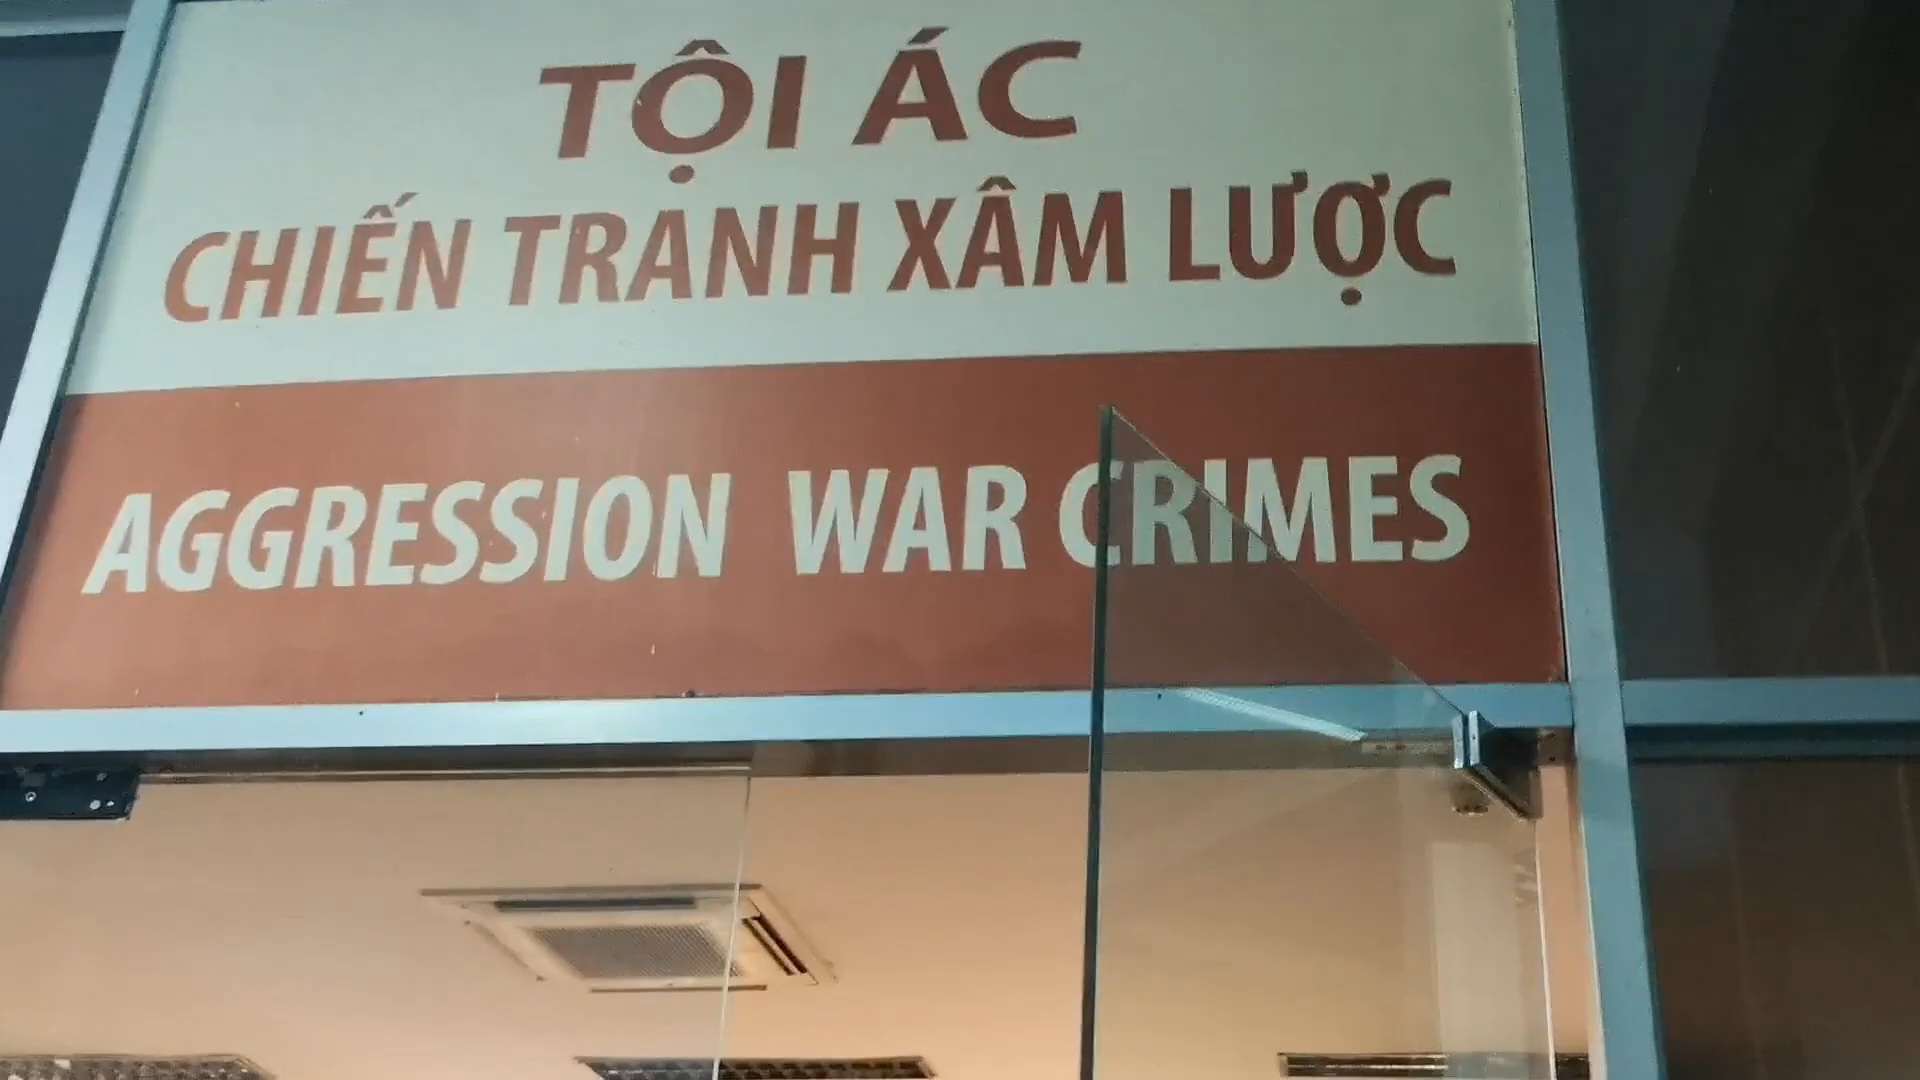 TỘI ÁC
CHIẾN TRANH XÂM LƯỢC
AGGRESSION WAR CRIMES